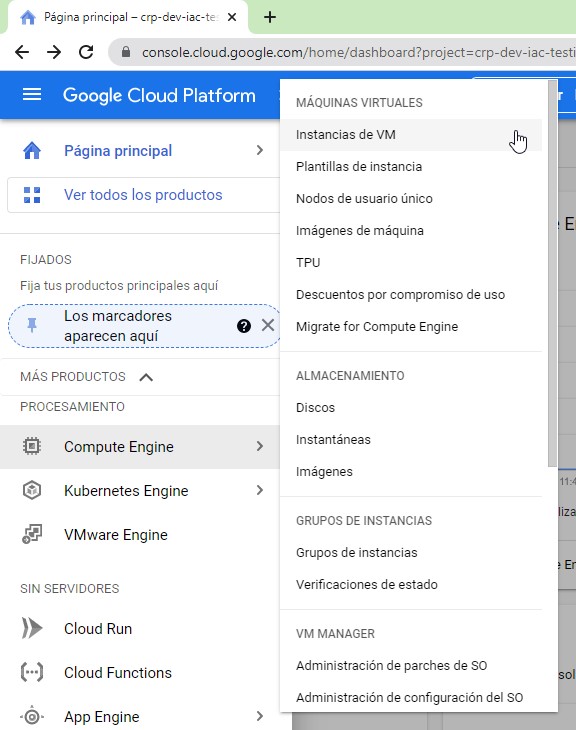 Página principal – crp-dev-iac-tes
console.cloud.google.com/home/dashboard?project=crp-dev-iac-testi
Google Cloud Platform
Página principal
Ver todos los productos
FIJADOS
Fija tus productos principales aquí
Los marcadores
aparecen aquí
MÁS PRODUCTOS
PROCESAMIENTO
Compute Engine
Kubernetes Engine
VMware Engine
SIN SERVIDORES
Cloud Run
Cloud Functions
App Engine
MÁQUINAS VIRTUALES
Instancias de VM
Plantillas de instancia
Nodos de usuario único
Imágenes de máquina
TPU
Descuentos por compromiso de uso
Migrate for Compute Engine
ALMACENAMIENTO
Discos
Instantáneas
Imágenes
GRUPOS DE INSTANCIAS
Grupos de instancias
Verificaciones de estado
VM MANAGER
Administración de parches de SO
Administración de configuración del SO